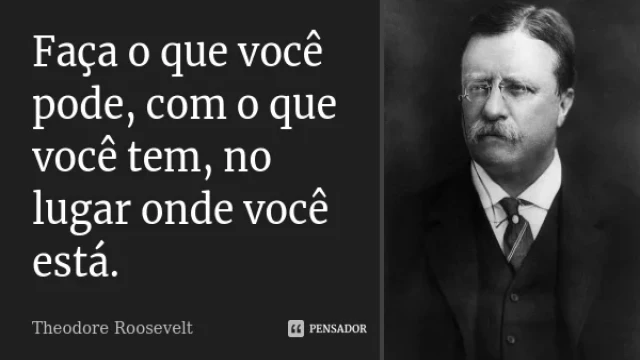 Faça o que você
pode, com o que
você tem, no
lugar onde você
está.
Theodore Roosevelt
PENSADOR